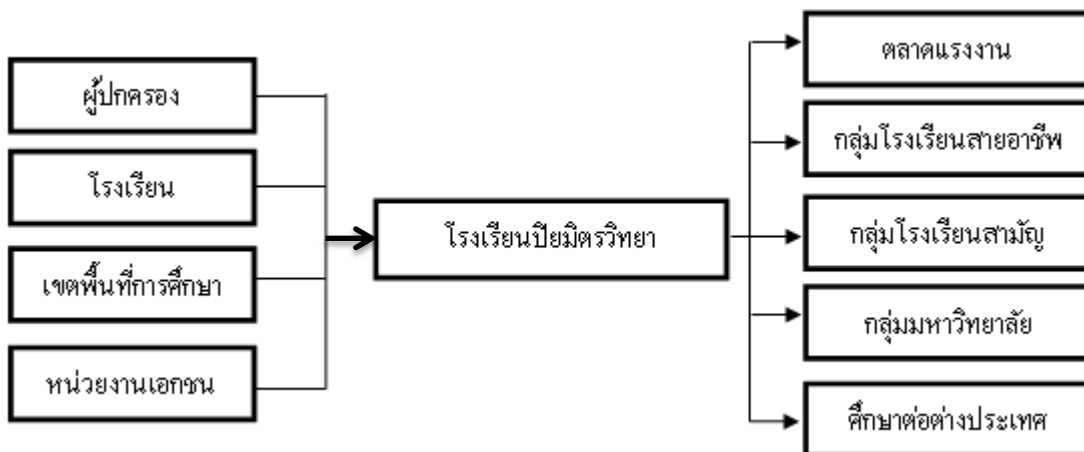 ผู้ปกครอง
โรงเรียน
เขตพื้นที่การศึกษา
หน่วยงานเอกชน
โรงเรียนปิยมิตรวิทยา
ตลาดแรงงาน
กลุ่มโรงเรียนสายอาชีพ
กลุ่มโรงเรียนสามัญ
กลุ่มมหาวิทยาลัย
ศึกษาต่อต่างประเทศ